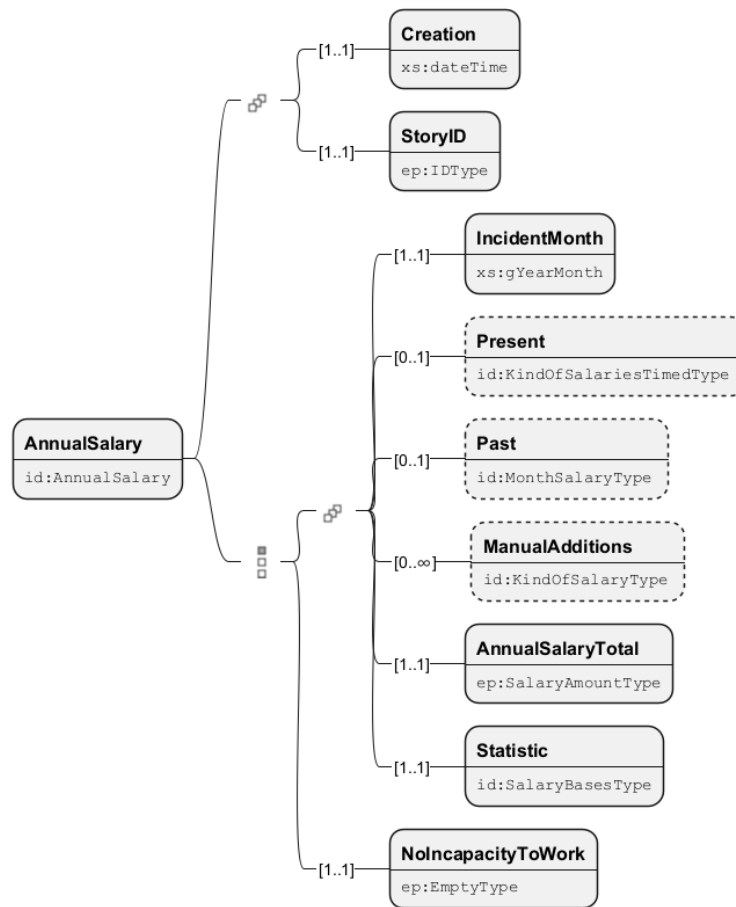 Creation
[1..1]
xs:dateTime
StoryID
[1..1]
ep:IDType
IncidentMonth
[1..1]
xs:gYearMonth
Present
[0..1]
id:KindOfSalariesTimedType
AnnualSalary
id:AnnualSalary
Past
[0..1]
id:MonthSalaryType
ManualAdditions
[0..∞]
id:KindOfSalaryType
AnnualSalaryTotal
[1..1]
ep:SalaryAmountType
Statistic
[1..1]
id:SalaryBasesType
NoIncapacityToWork
[1..1]
ep:EmptyType